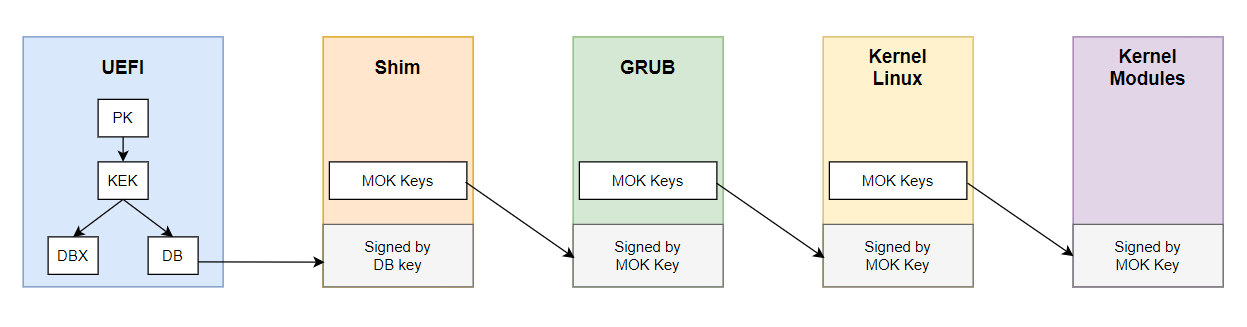 UEFI
PK
KEK
DBX
DB
Shim
MOK Keys
Signed by
DB key
GRUB
MOK Keys
Signed by
MOK Key
Kernel
Linux
MOK Keys
Signed by
MOK Key
Kernel
Modules
Signed by
MOK Key